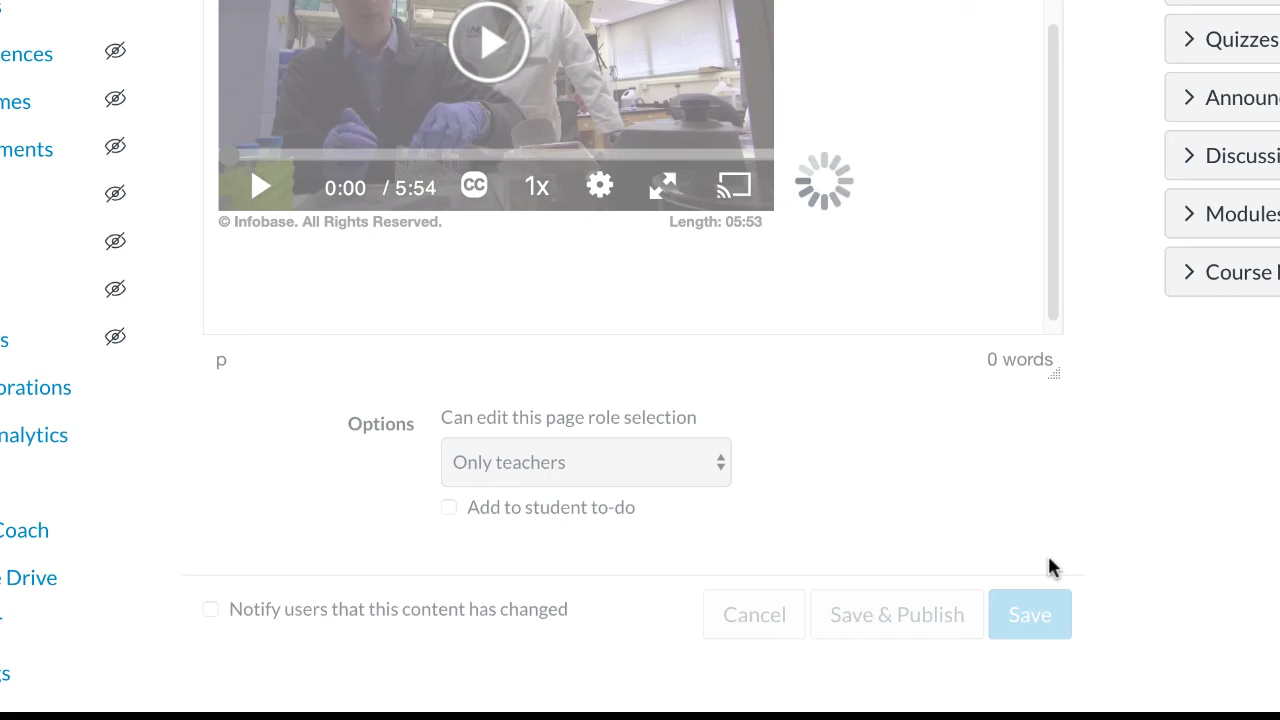 s
ences
mes
ments
s
orations
nalytics
Coach
e Drive
gs
0:00 / 5:54 CC 1x
© Infobase. All Rights Reserved. Length: 05:53
p 0 words
Options Can edit this page role selection
Only teachers
Add to student to-do
Notify users that this content has changed
Cancel Save & Publish Save
Quizzes
Announ
Discussi
Modules
Course